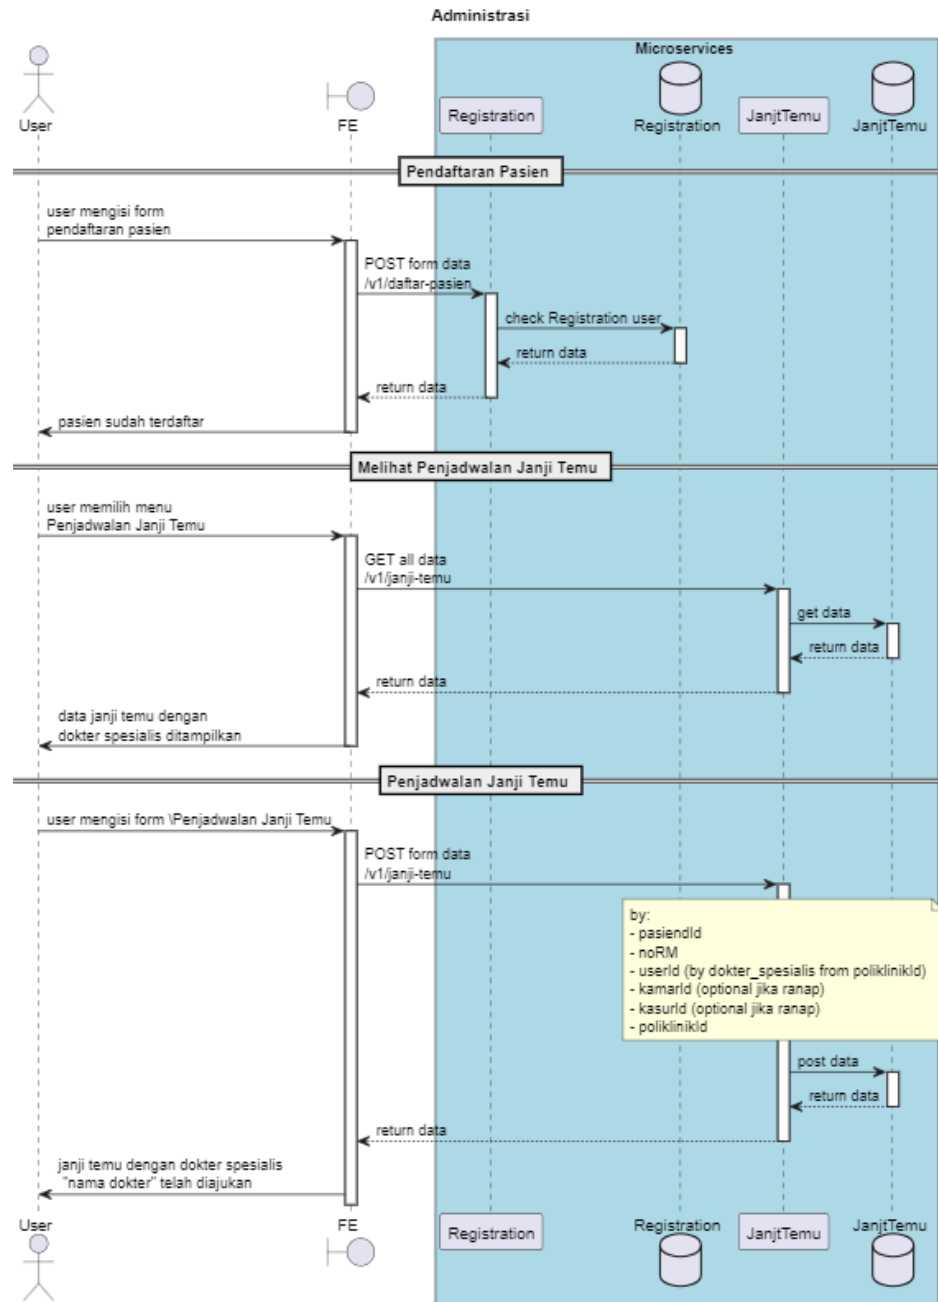 Administrasi
Microservices
User
FE
Registration
Registration
JanjtTemu
JanjtTemu
Pendaftaran Pasien
user mengisi form
pendaftaran pasien
POST form data
/v1/daftar-pasien
check Registration user
return data
return data
pasien sudah terdaftar
Melihat Penjadwalan Janji Temu
user memilih menu
Penjadwalan Janji Temu
GET all data
/v1/janji-temu
get data
return data
return data
data janji temu dengan
dokter spesialis ditampilkan
Penjadwalan Janji Temu
user mengisi form \Penjadwalan Janji Temu
POST form data
/v1/janji-temu
by:
- pasiendId
- noRM
- userId (by dokter_spesialis from poliklinikId)
- kamarId (optional jika ranap)
- kasurId (optional jika ranap)
- poliklinikId
post data
return data
return data
janji temu dengan dokter spesialis
"nama dokter" telah diajukan
User
FE
Registration
Registration
JanjtTemu
JanjtTemu